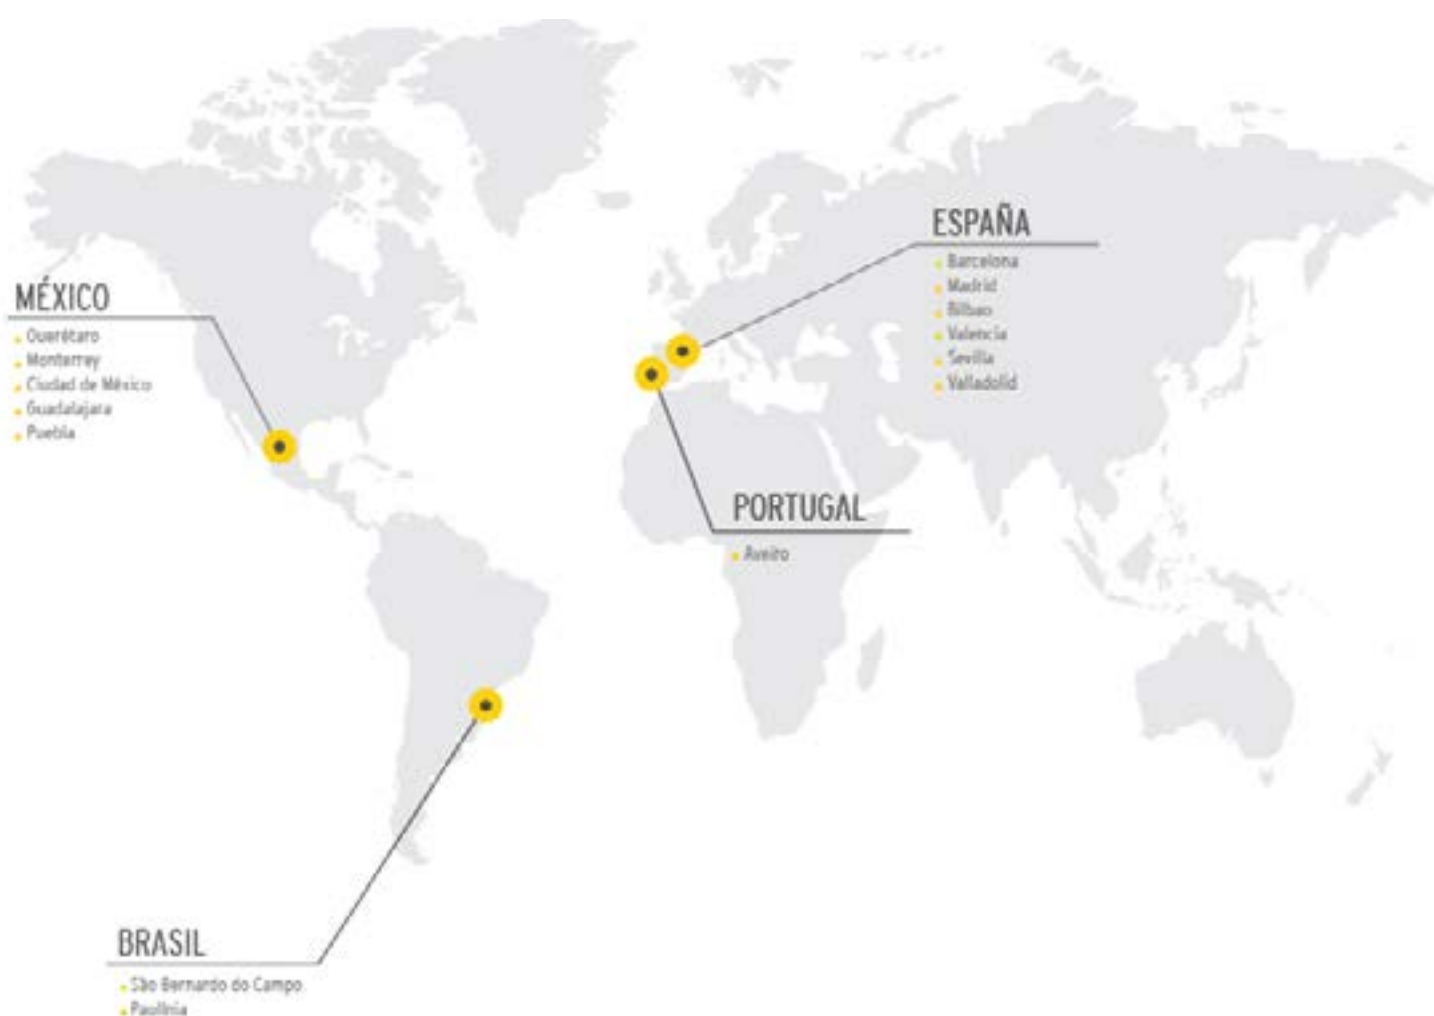 MÉXICO
Querétaro
Monterrey
Ciudad de México
Guadalajara
Puebla
ESPAÑA
Barcelona
Madrid
Bilbao
Valencia
Sevilla
Valladolid
PORTUGAL
Aveiro
BRASIL
São Bernardo do Campo
Paulínia